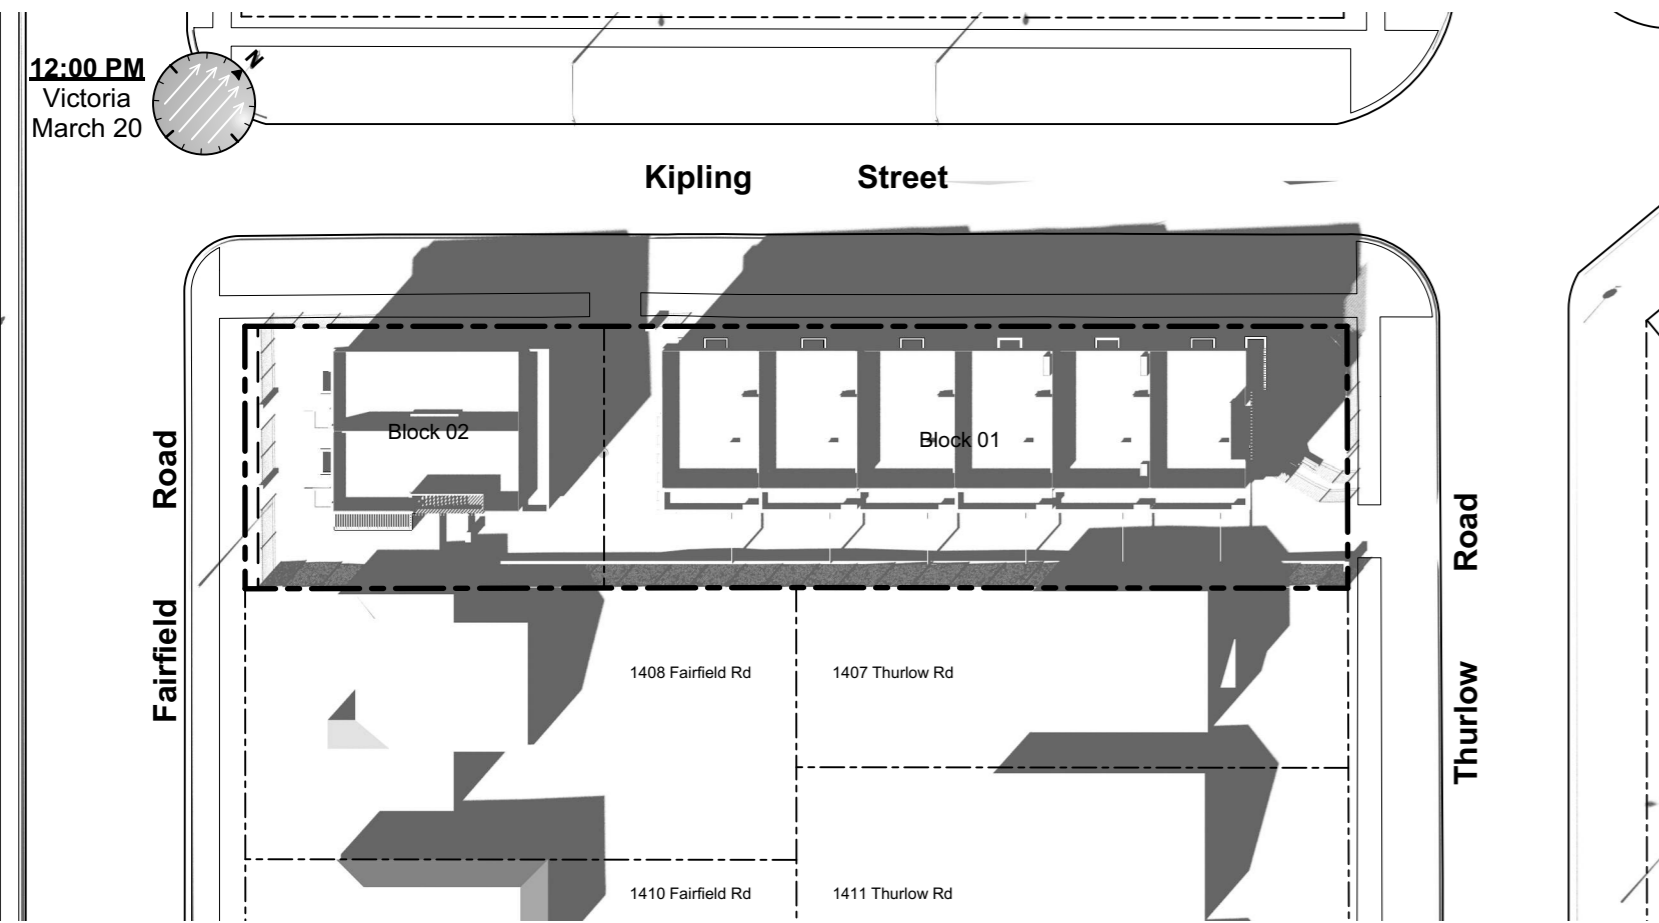 12:00 PM
Victoria
March 20
N
Kipling Street
Block 02
Block 01
Fairfield Road
Thurlow Road
1408 Fairfield Rd
1407 Thurlow Rd
1410 Fairfield Rd
1411 Thurlow Rd